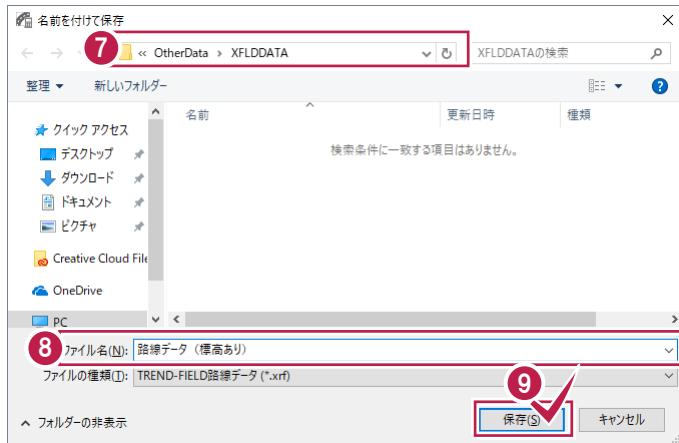 名前を付けて保存
7
« OtherData > XFLDDATA
XFLDDATAの検索
整理
新しいフォルダー
名前
更新日時
種類
検索条件に一致する項目はありません。
クイック アクセス
デスクトップ
ダウンロード
ドキュメント
ピクチャ
Creative Cloud File
OneDrive
PC
8
ファイル名(N): 路線データ（標高あり）
ファイルの種類(T): TREND-FIELD路線データ (*.xrf)
9
フォルダーの非表示
保存(S)
キャンセル